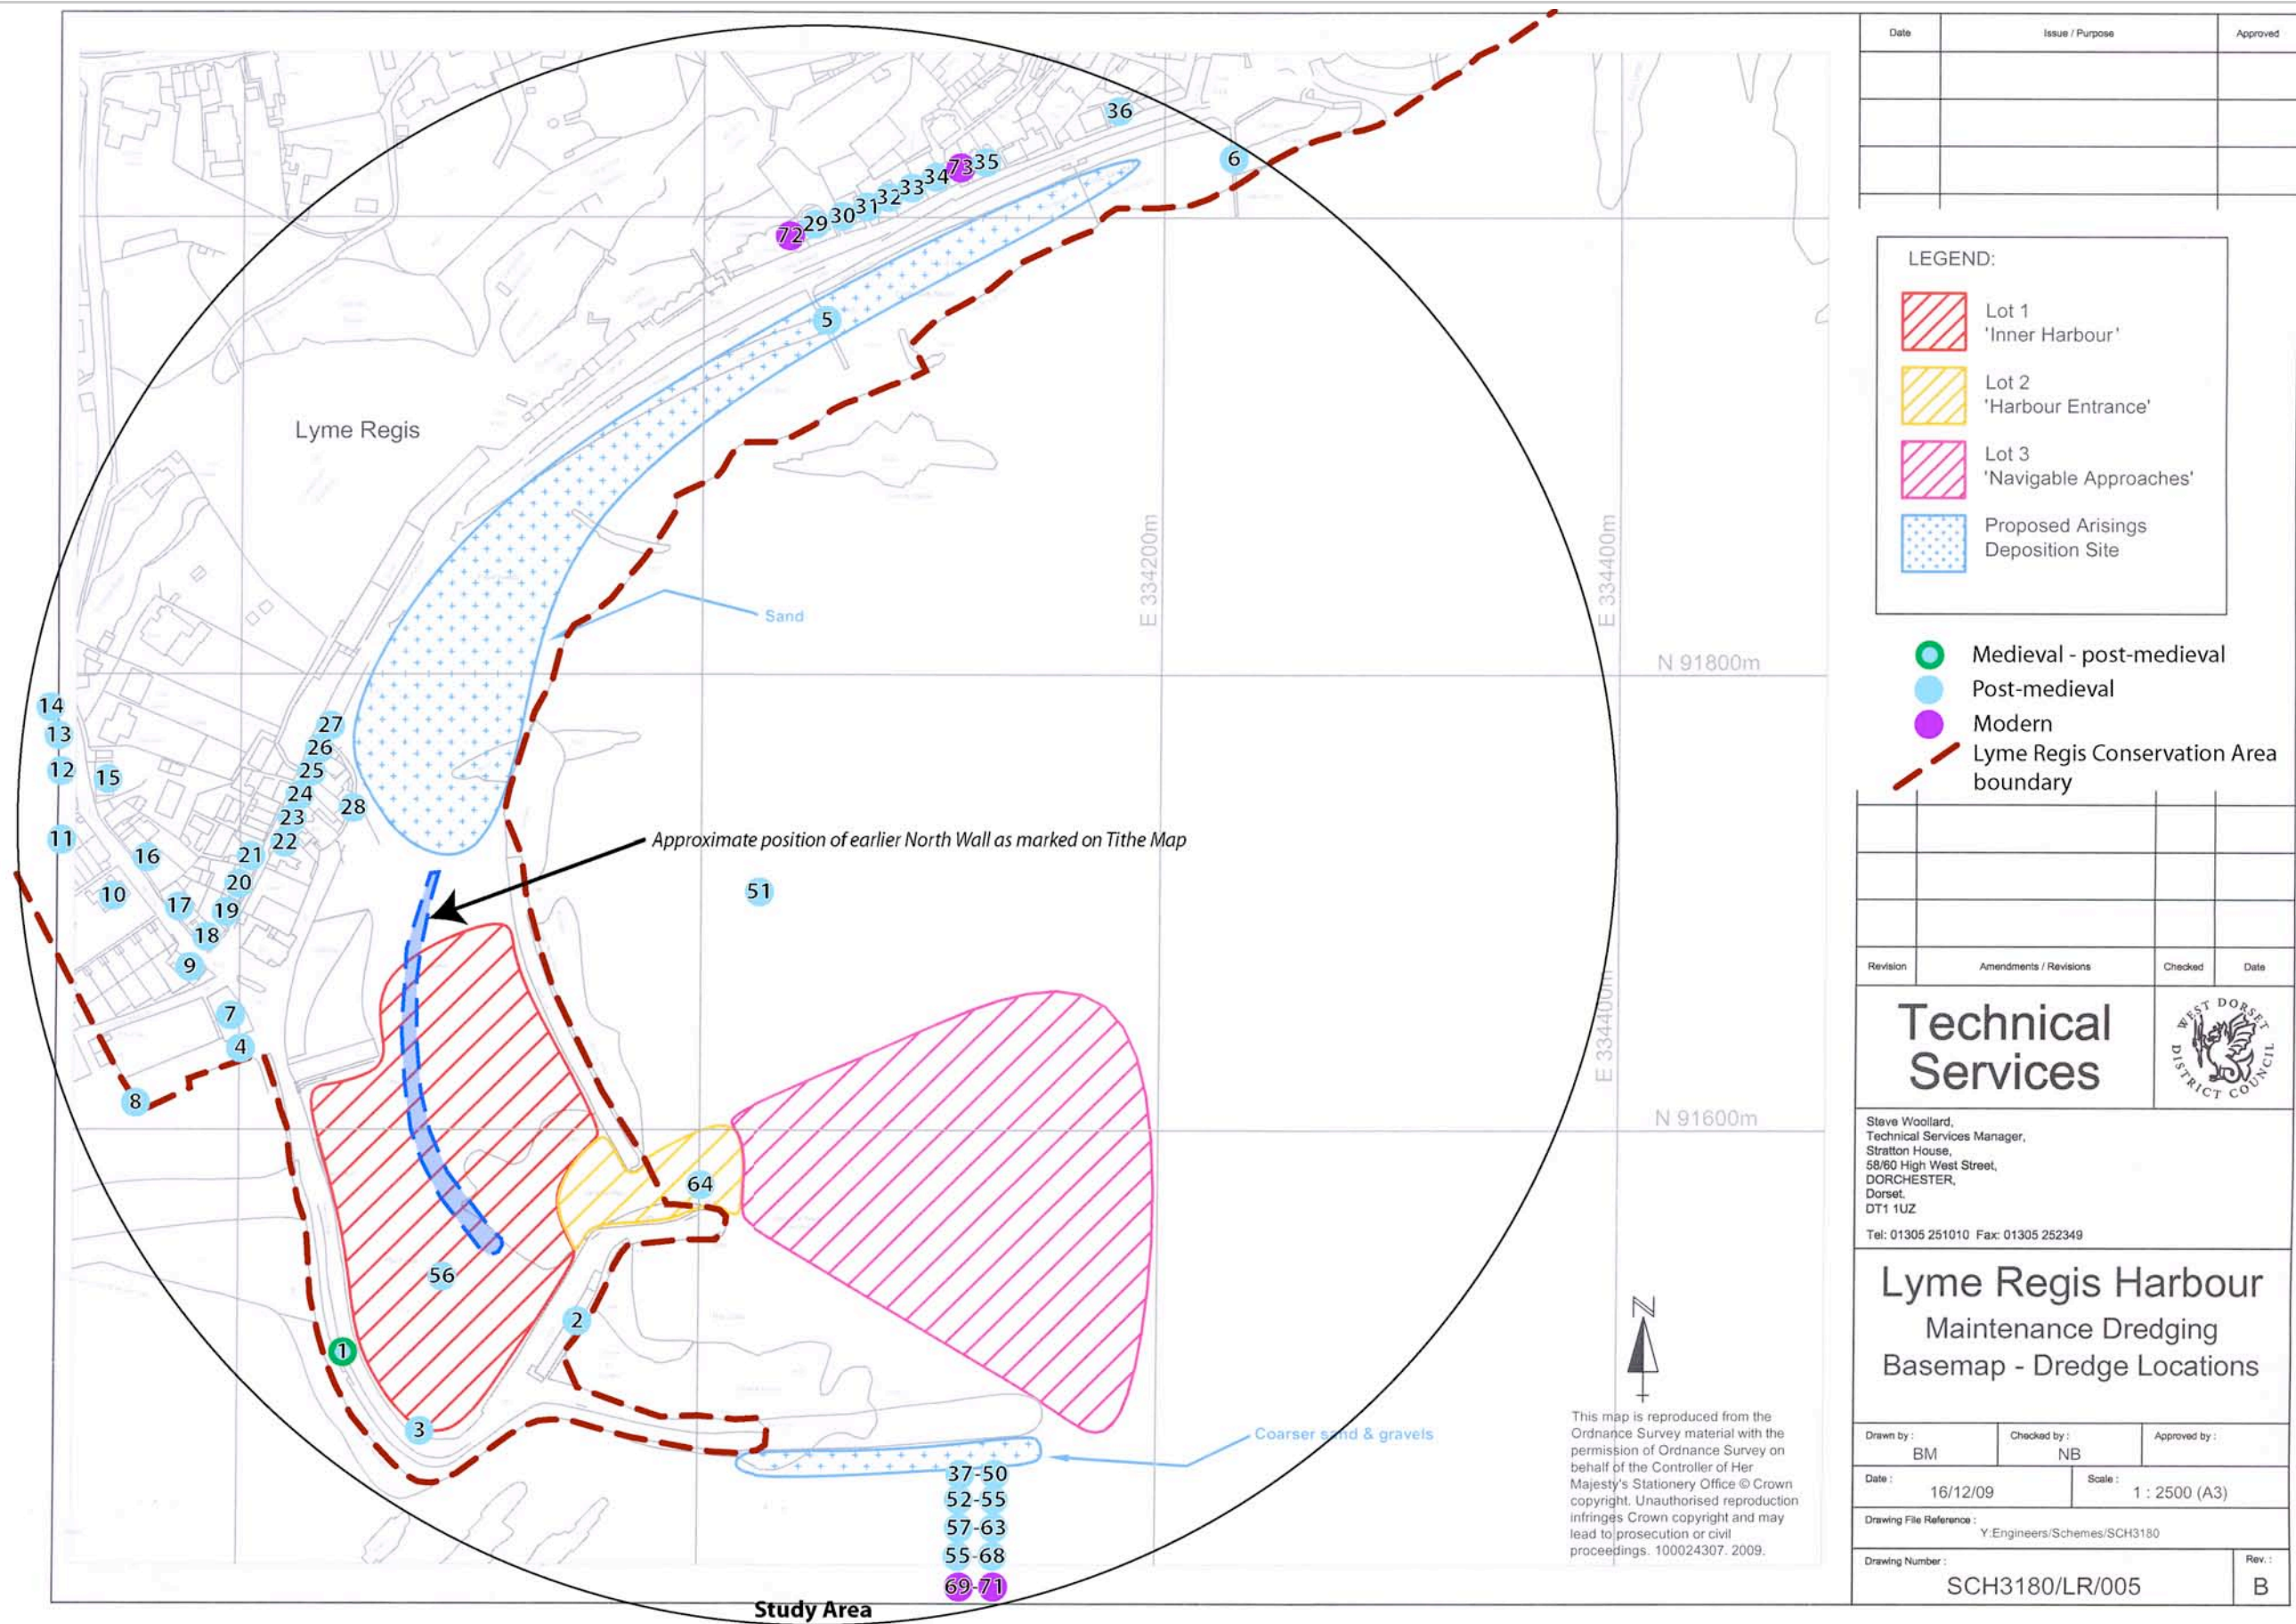 Date
Issue / Purpose
Approved
LEGEND:
Lot 1
'Inner Harbour'
Lot 2
'Harbour Entrance'
Lot 3
'Navigable Approaches'
Proposed Arisings
Deposition Site
Medieval - post-medieval
Post-medieval
Modern
Lyme Regis Conservation Area
boundary
36
6
35
73
34
33
32
31
30
29
72
5
Lyme Regis
E 334200m
E 334400m
Sand
N 91800m
14
13
12
15
11
16
10
17
27
26
25
24
23
22
28
21
20
19
18
9
7
4
8
Approximate position of earlier North Wall as marked on Tithe Map
51
E 334400m
N 91600m
64
56
2
1
3
N
Coarser sand & gravels
37-50
52-55
57-63
55-68
69-71
Study Area
This map is reproduced from the
Ordnance Survey material with the
permission of Ordnance Survey on
behalf of the Controller of Her
Majesty's Stationery Office © Crown
copyright. Unauthorised reproduction
infringes Crown copyright and may
lead to prosecution or civil
proceedings. 100024307. 2009.
Revision
Amendments / Revisions
Checked
Date
Technical
Services
WEST DORSET
DISTRICT COUNCIL
Steve Woollard,
Technical Services Manager,
Stratton House,
58/60 High West Street,
DORCHESTER,
Dorset.
DT1 1UZ
Tel: 01305 251010 Fax: 01305 252349
Lyme Regis Harbour
Maintenance Dredging
Basemap - Dredge Locations
Drawn by :
BM
Checked by :
NB
Approved by :
Date :
16/12/09
Scale :
1 : 2500 (A3)
Drawing File Reference :
Y:Engineers/Schemes/SCH3180
Drawing Number :
SCH3180/LR/005
Rev. :
B